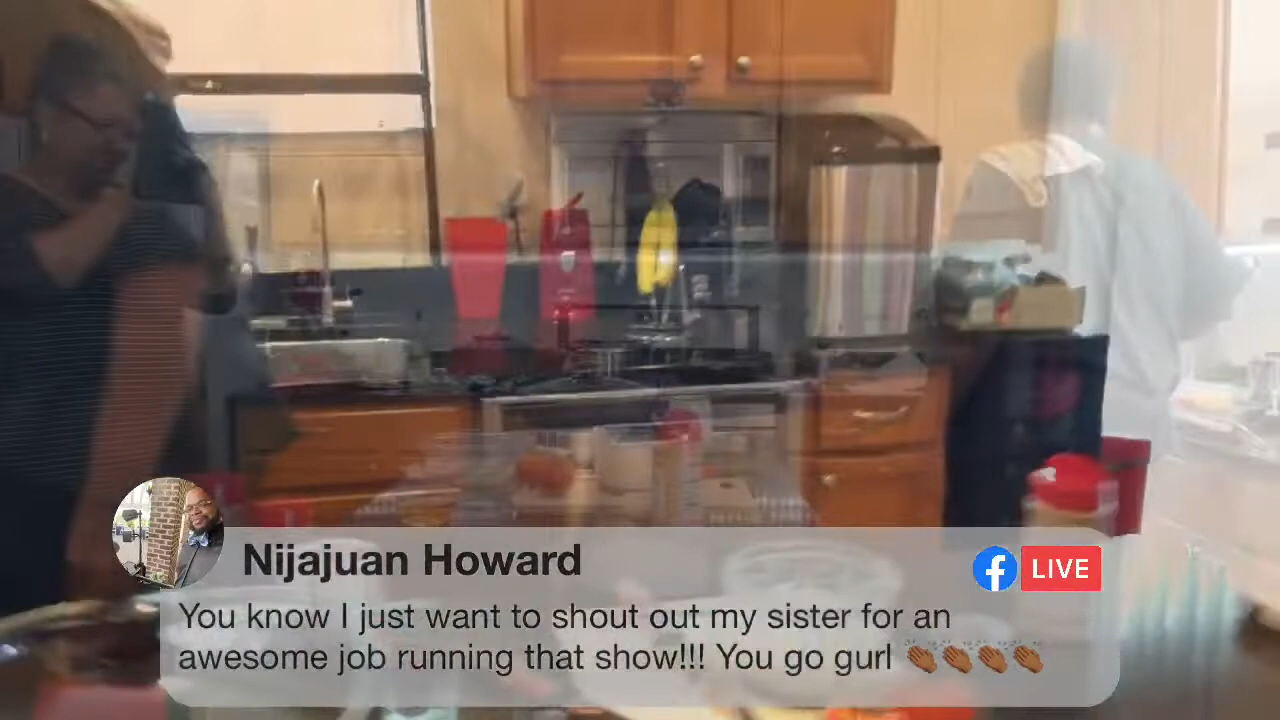 Nijajuan Howard
LIVE
You know I just want to shout out my sister for an
awesome job running that show!!! You go gurl 👏🏾👏🏾👏🏾👏🏾